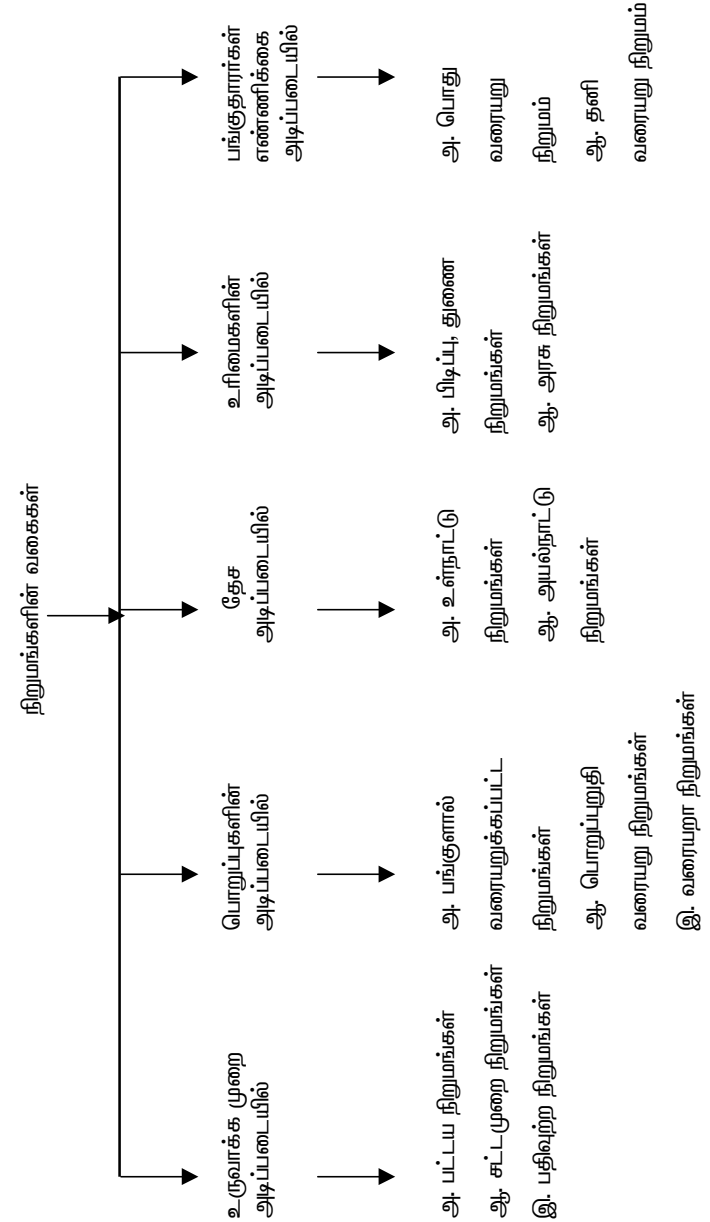 நிறுமங்களின் வகைகள்
உருவாக்க முறை
அடிப்படையில்
அ. பட்டய நிறுமங்கள்
ஆ. சட்டமுறை நிறுமங்கள்
இ. பதிவுற்ற நிறுமங்கள்
பொறுப்புகளின்
அடிப்படையில்
அ. பங்குளால்
வரையறுக்கப்பட்ட
நிறுமங்கள்
ஆ. பொறுப்புறுதி
வரையறு நிறுமங்கள்
இ. வரையறா நிறுமங்கள்
தேச
அடிப்படையில்
அ. உள்நாட்டு
நிறுமங்கள்
ஆ. அயல்நாட்டு
நிறுமங்கள்
உரிமைகளின்
அடிப்படையில்
அ. பிடிப்பு, துணை
நிறுமங்கள்
ஆ. அரசு நிறுமங்கள்
பங்குதார்ர்கள்
எண்ணிக்கை
அடிப்படையில்
அ. பொது
வரையறு
நிறுமம்
ஆ. தனி
வரையறு நிறுமம்